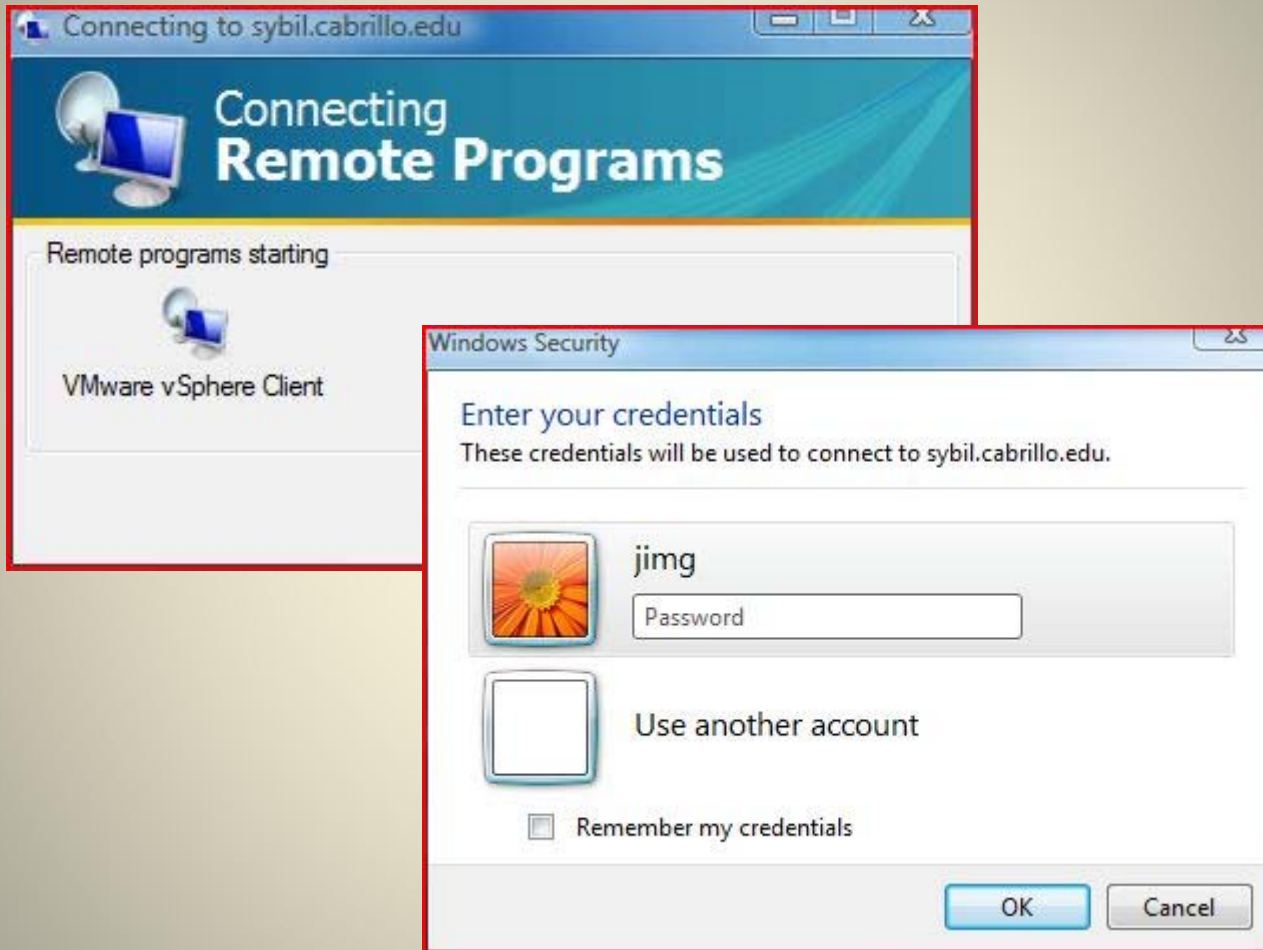 Connecting to sybil.cabrillo.edu
Connecting
Remote Programs
Remote programs starting
VMware vSphere Client
Windows Security
Enter your credentials
These credentials will be used to connect to sybil.cabrillo.edu.
jimg
Password
Use another account
Remember my credentials
OK
Cancel